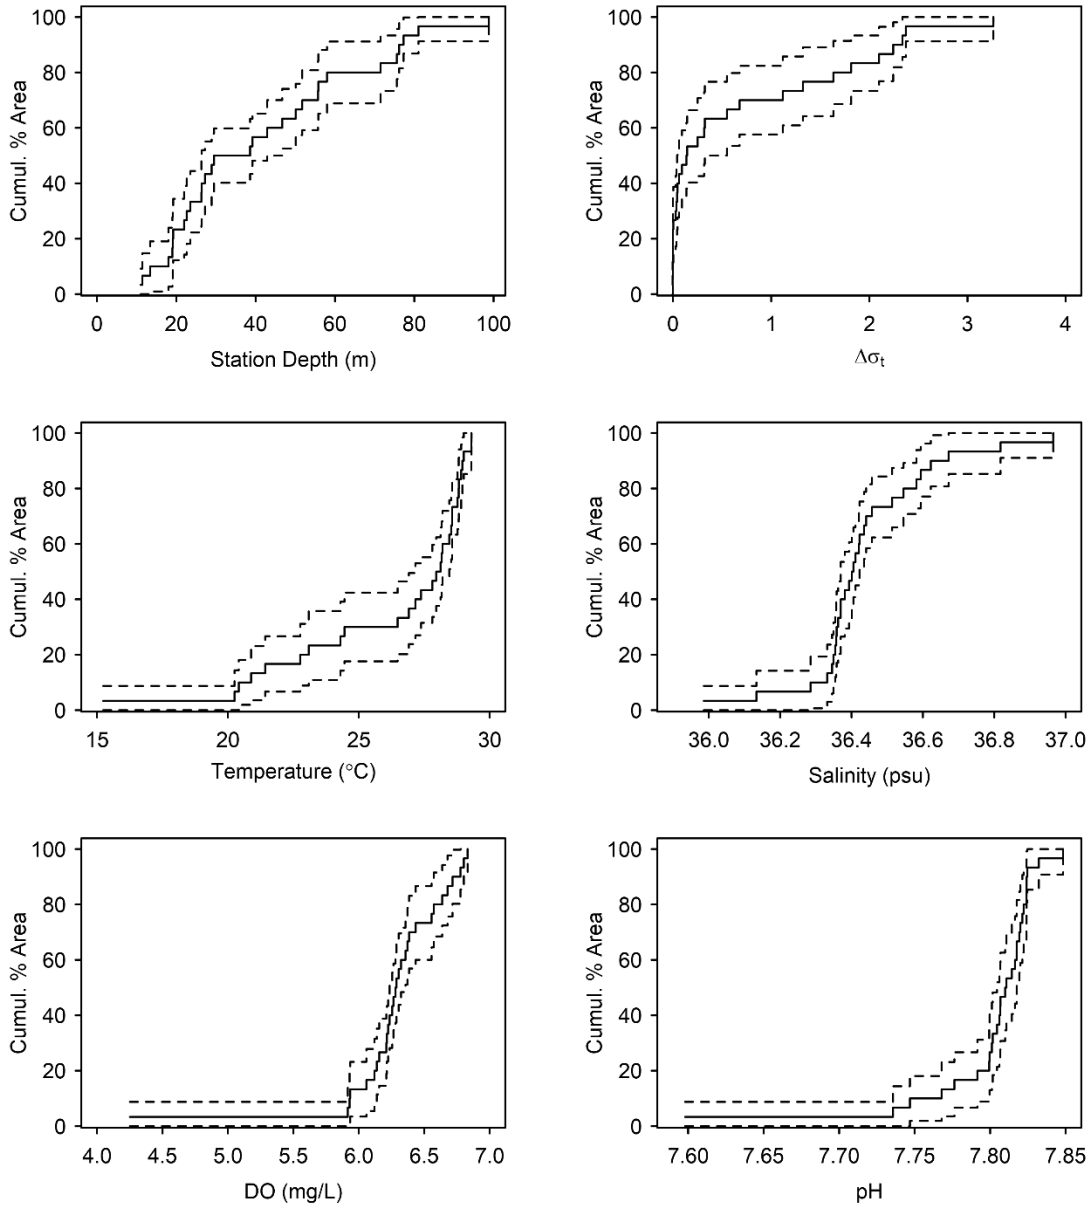 100
80
60
40
20
0
Cumul. % Area
0 20 40 60 80 100
Station Depth (m)
100
80
60
40
20
0
Cumul. % Area
0 1 2 3 4
Δσt
100
80
60
40
20
0
Cumul. % Area
15 20 25 30
Temperature (°C)
100
80
60
40
20
0
Cumul. % Area
36.0 36.2 36.4 36.6 36.8 37.0
Salinity (psu)
100
80
60
40
20
0
Cumul. % Area
4.0 4.5 5.0 5.5 6.0 6.5 7.0
DO (mg/L)
100
80
60
40
20
0
Cumul. % Area
7.60 7.65 7.70 7.75 7.80 7.85
pH